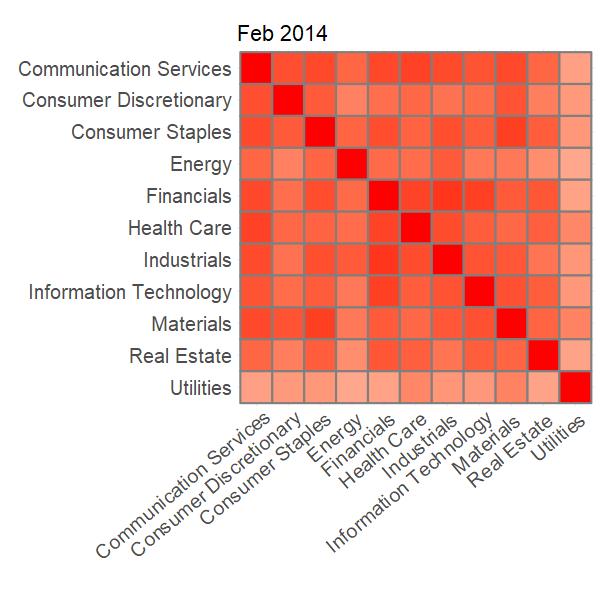 Feb 2014
Communication Services
Consumer Discretionary
Consumer Staples
Energy
Financials
Health Care
Industrials
Information Technology
Materials
Real Estate
Utilities
Communication Services
Consumer Discretionary
Consumer Staples
Energy
Financials
Health Care
Industrials
Information Technology
Materials
Real Estate
Utilities